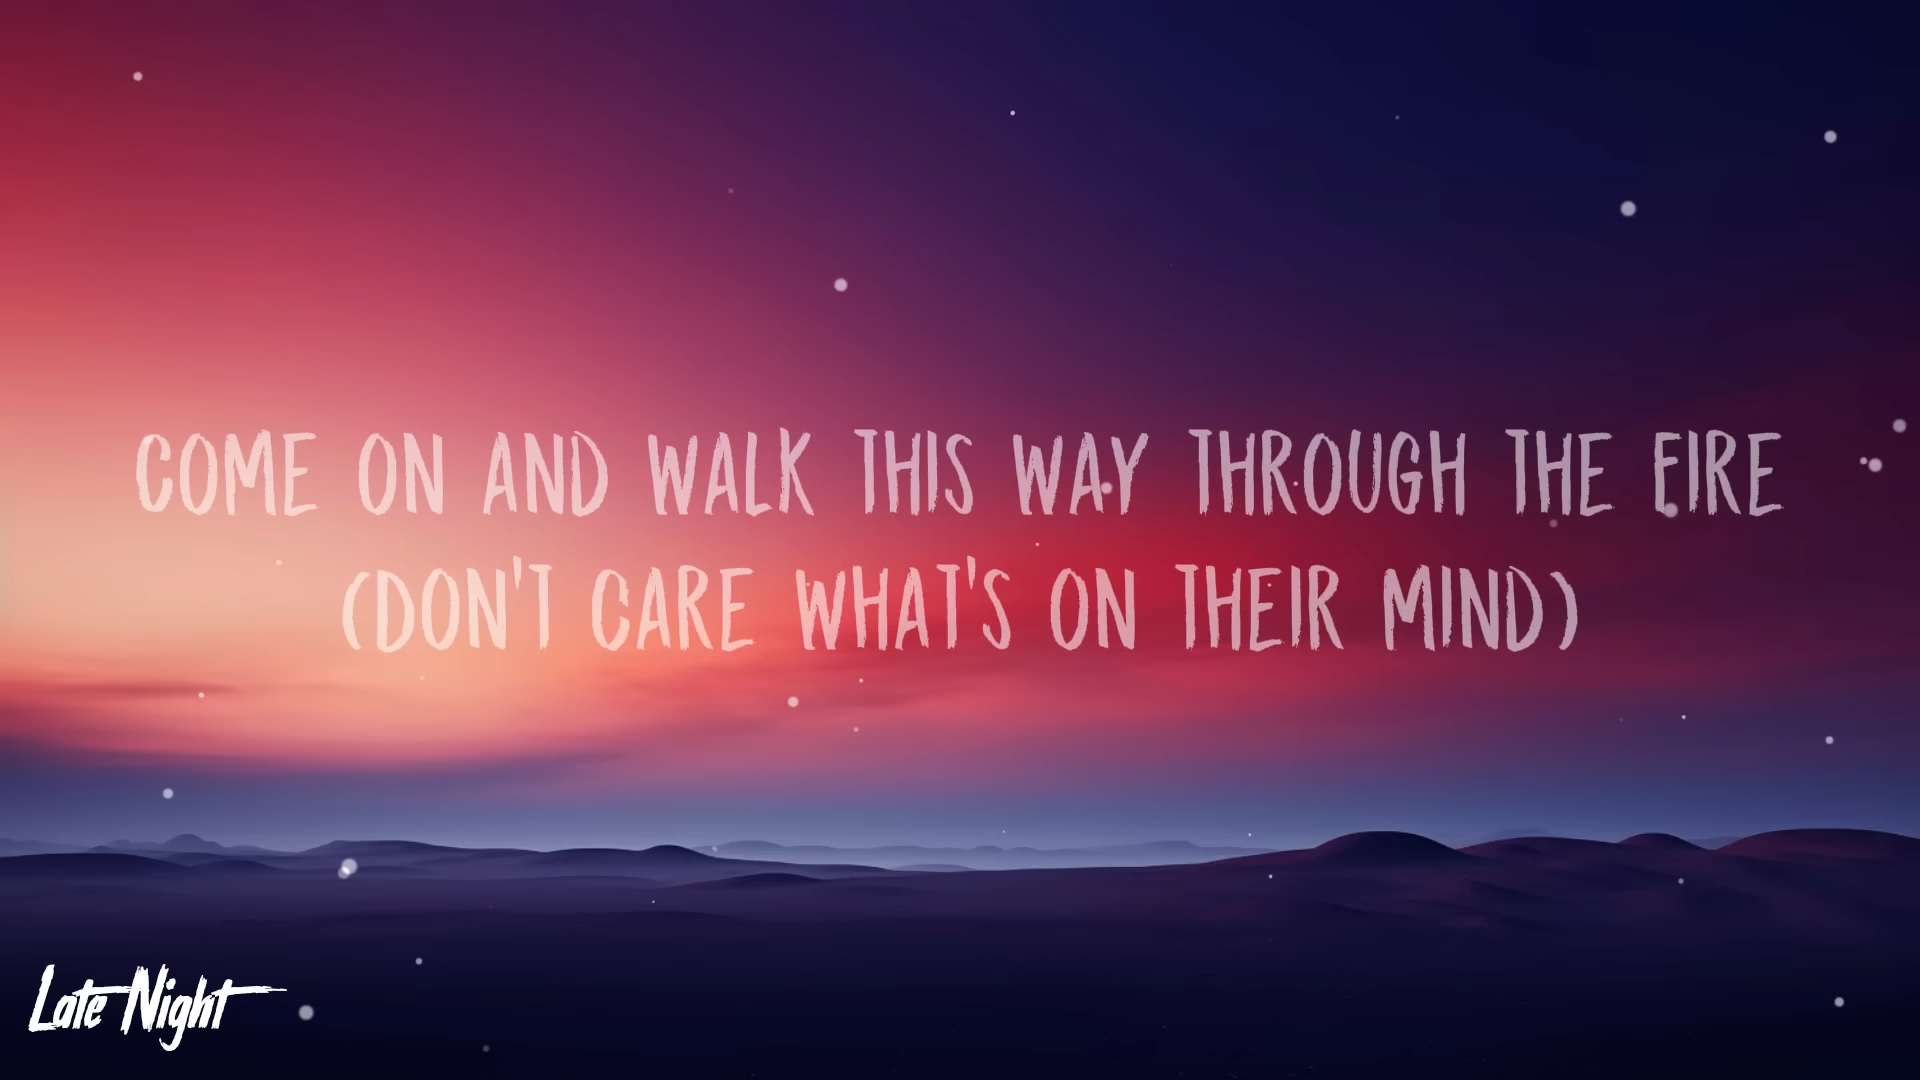 COME ON AND WALK THIS WAY THROUGH THE FIRE
(DON'T CARE WHAT'S ON THEIR MIND)
Late Night